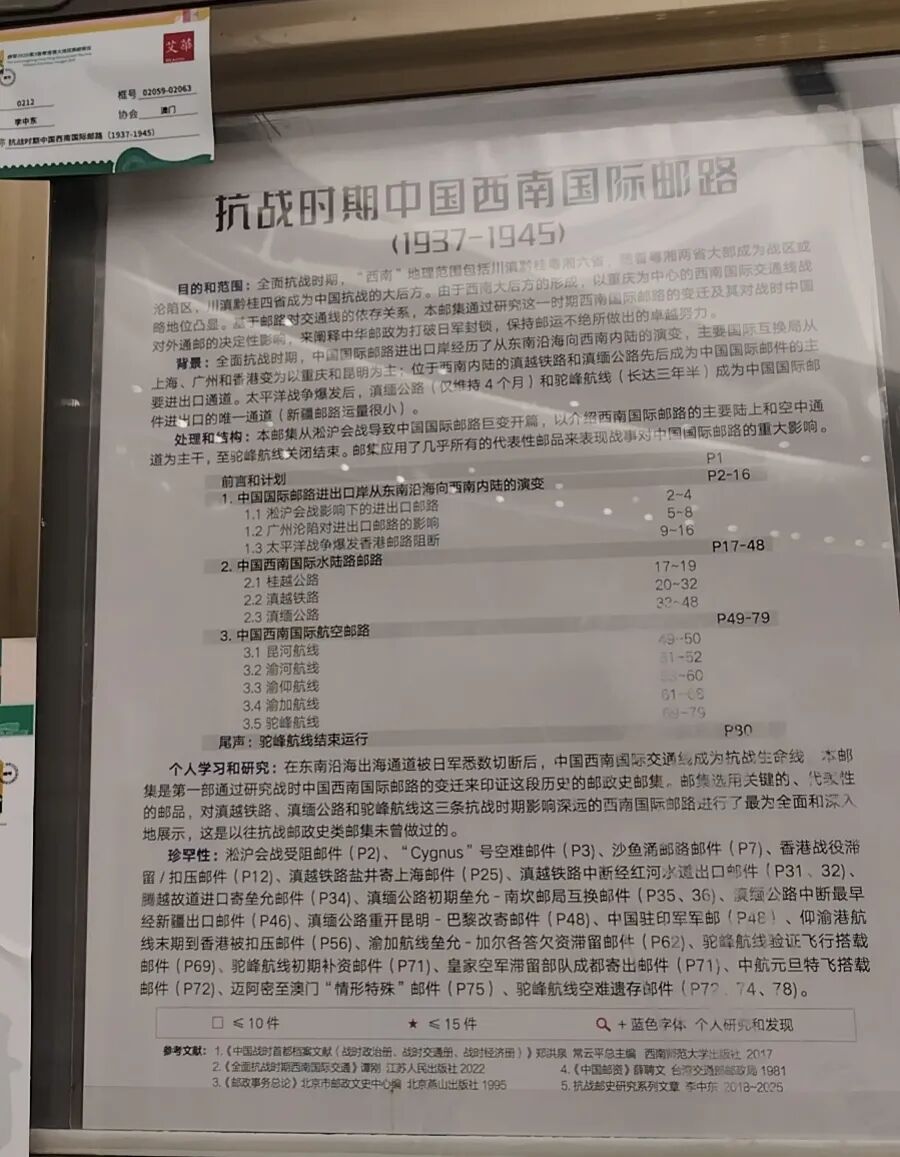 艾华
0212
框号 02059-02063
李中东
协会 澳门
抗战时期中国西南国际邮路（1937-1945）
抗战时期中国西南国际邮路
(1937-1945)
目的和范围：全面抗战时期，“西南”地理范围包括川滇黔桂粤湘六省，随着粤湘两省大部成为战区或
沦陷区，川滇黔桂四省成为中国抗战的大后方。由于西南大后方的形成，以重庆为中心的西南国际交通线战
略地位凸显。基于邮路对交通线的依存关系，本邮集通过研究这一时期西南国际邮路的变迁及其对战时中国
对外通邮的决定性影响，来阐释中华邮政为打破日军封锁，保持邮运不绝所做出的卓越努力。
背景：全面抗战时期，中国国际邮路进出口岸经历了从东南沿海向西南内陆的演变，主要国际互换局从
上海、广州和香港变为以重庆和昆明为主；位于西南内陆的滇越铁路和滇缅公路先后成为中国国际邮件的主
要进出口通道。太平洋战争爆发后，滇缅公路（仅维持4个月）和驼峰航线（长达三年半）成为中国国际邮
件进出口的唯一通道（新疆邮路运量很小）。
处理和结构：本邮集从淞沪会战导致中国国际邮路巨变开篇，以介绍西南国际邮路的主要陆上和空中通
道为主干，至驼峰航线关闭结束。邮集应用了几乎所有的代表性邮品来表现战事对中国国际邮路的重大影响。
前言和计划 P1
1. 中国国际邮路进出口岸从东南沿海向西南内陆的演变 P2-16
1.1 淞沪会战影响下的进出口邮路 2~4
1.2 广州沦陷对进出口邮路的影响 5~8
1.3 太平洋战争爆发香港邮路阻断 9~16
2. 中国西南国际水陆路邮路 P17-48
2.1 桂越公路 17~19
2.2 滇越铁路 20~32
2.3 滇缅公路 33~48
3. 中国西南国际航空邮路 P49-79
3.1 昆河航线 49~50
3.2 渝河航线 51~52
3.3 渝仰航线 53~60
3.4 渝加航线 61~68
3.5 驼峰航线 69~79
尾声：驼峰航线结束运行 P80
个人学习和研究：在东南沿海出海通道被日军悉数切断后，中国西南国际交通线成为抗战生命线，本邮
集是第一部通过研究战时中国西南国际邮路的变迁来印证这段历史的邮政史邮集。邮集选用关键的、代表性
的邮品，对滇越铁路、滇缅公路和驼峰航线这三条抗战时期影响深远的西南国际邮路进行了最为全面和深入
地展示，这是以往抗战邮政史类邮集未曾做过的。
珍罕性：淞沪会战受阻邮件（P2）、“Cygnus”号空难邮件（P3）、沙鱼涌邮路邮件（P7）、香港战役滞
留/扣压邮件（P12）、滇越铁路盐井寄上海邮件（P25）、滇越铁路中断经红河水道出口邮件（P31、32）、
腾越故道进口寄垒允邮件（P34）、滇缅公路初期垒允-南坎邮局互换邮件（P35、36）、滇缅公路中断最早
经新疆出口邮件（P46）、滇缅公路重开昆明-巴黎改寄邮件（P48）、中国驻印军军邮（P48）、仰渝港航
线末期到香港被扣压邮件（P56）、渝加航线垒允-加尔各答欠资滞留邮件（P62）、驼峰航线验证飞行搭载
邮件（P69）、驼峰航线初期补资邮件（P71）、皇家空军滞留部队成都寄出邮件（P71）、中航元旦特飞搭载
邮件（P72）、迈阿密至澳门“情形特殊”邮件（P75）、驼峰航线空难遗存邮件（P72、74、78）。
□ ≤10件 ★ ≤15件 +蓝色字体 个人研究和发现
参考文献：1.《中国战时首都档案文献（战时政治册、战时交通册、战时经济册）》郑洪泉 常云平总主编 西南师范大学出版社 2017
2.《全面抗战时期西南国际交通》谭刚 江苏人民出版社 2022 4.《中国邮资》薛聘文 台湾交通部邮政局 1981
3.《邮政事务总论》北京市邮政文史中心编 北京燕山出版社 1995 5. 抗战邮史研究系列文章 李中东 2018~2025